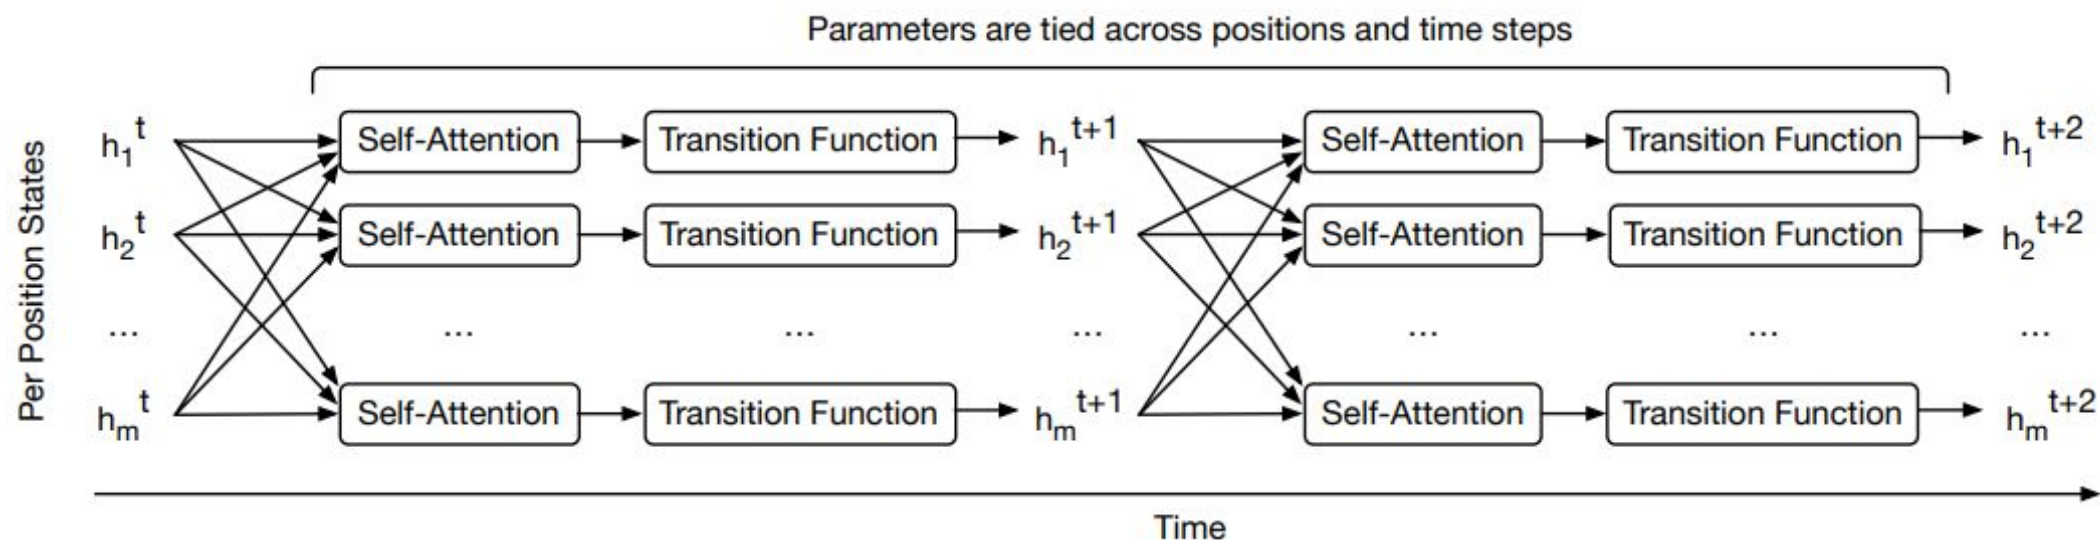 Parameters are tied across positions and time steps
Per Position States
h₁ᵗ Self-Attention Transition Function h₁ᵗ⁺¹ Self-Attention Transition Function h₁ᵗ⁺²
h₂ᵗ Self-Attention Transition Function h₂ᵗ⁺¹ Self-Attention Transition Function h₂ᵗ⁺²
... ... ... ... ... ... ...
hₘᵗ Self-Attention Transition Function hₘᵗ⁺¹ Self-Attention Transition Function hₘᵗ⁺²
Time